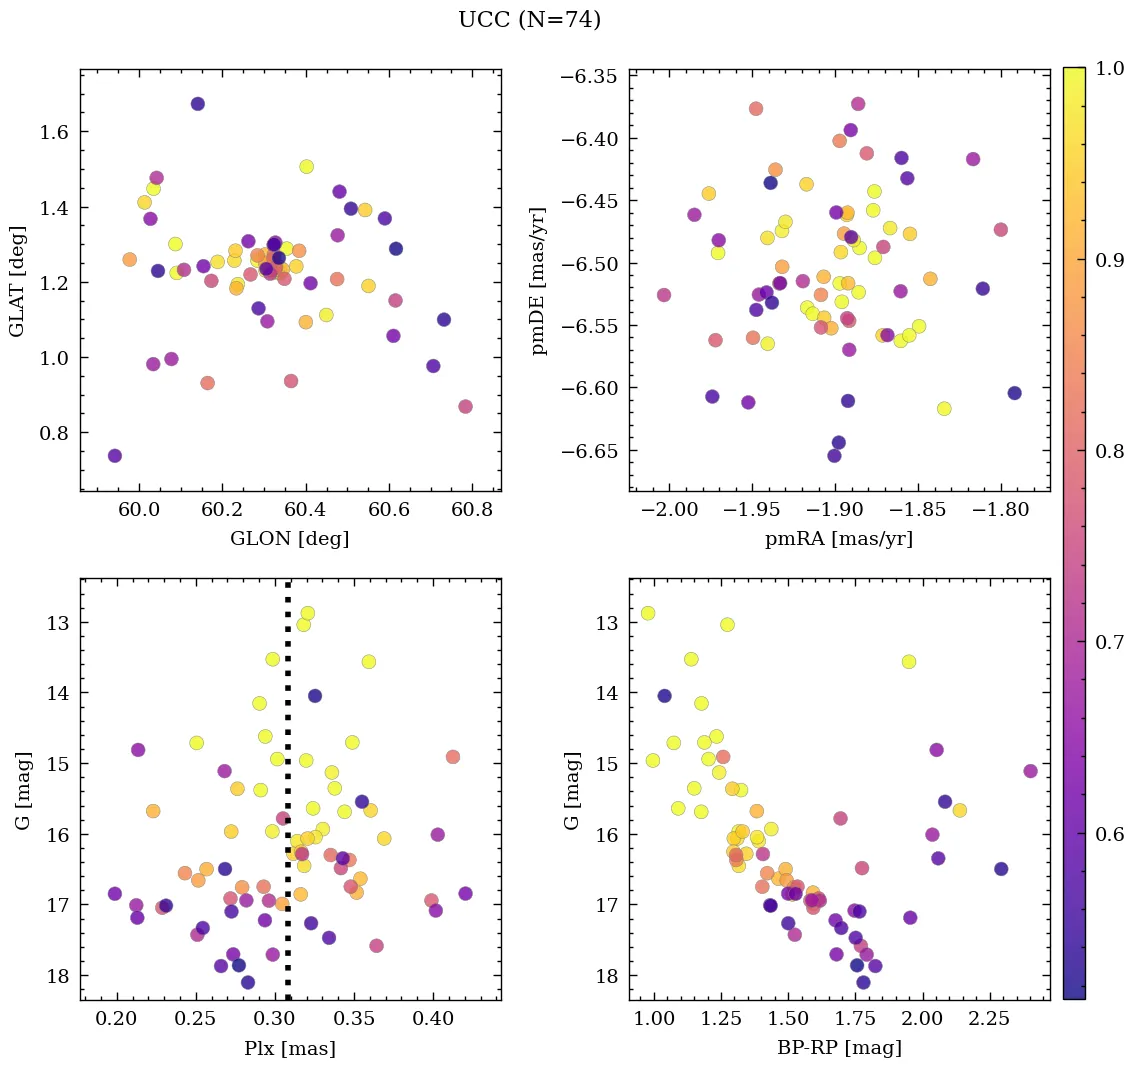 UCC (N=74)
1.6
1.4
1.2
1.0
0.8
GLAT [deg]
60.0 60.2 60.4 60.6 60.8
GLON [deg]
−6.35
−6.40
−6.45
−6.50
−6.55
−6.60
−6.65
pmDE [mas/yr]
−2.00 −1.95 −1.90 −1.85 −1.80
pmRA [mas/yr]
1.0
0.9
0.8
0.7
0.6
13
14
15
16
17
18
G [mag]
0.20 0.25 0.30 0.35 0.40
Plx [mas]
13
14
15
16
17
18
G [mag]
1.00 1.25 1.50 1.75 2.00 2.25
BP-RP [mag]